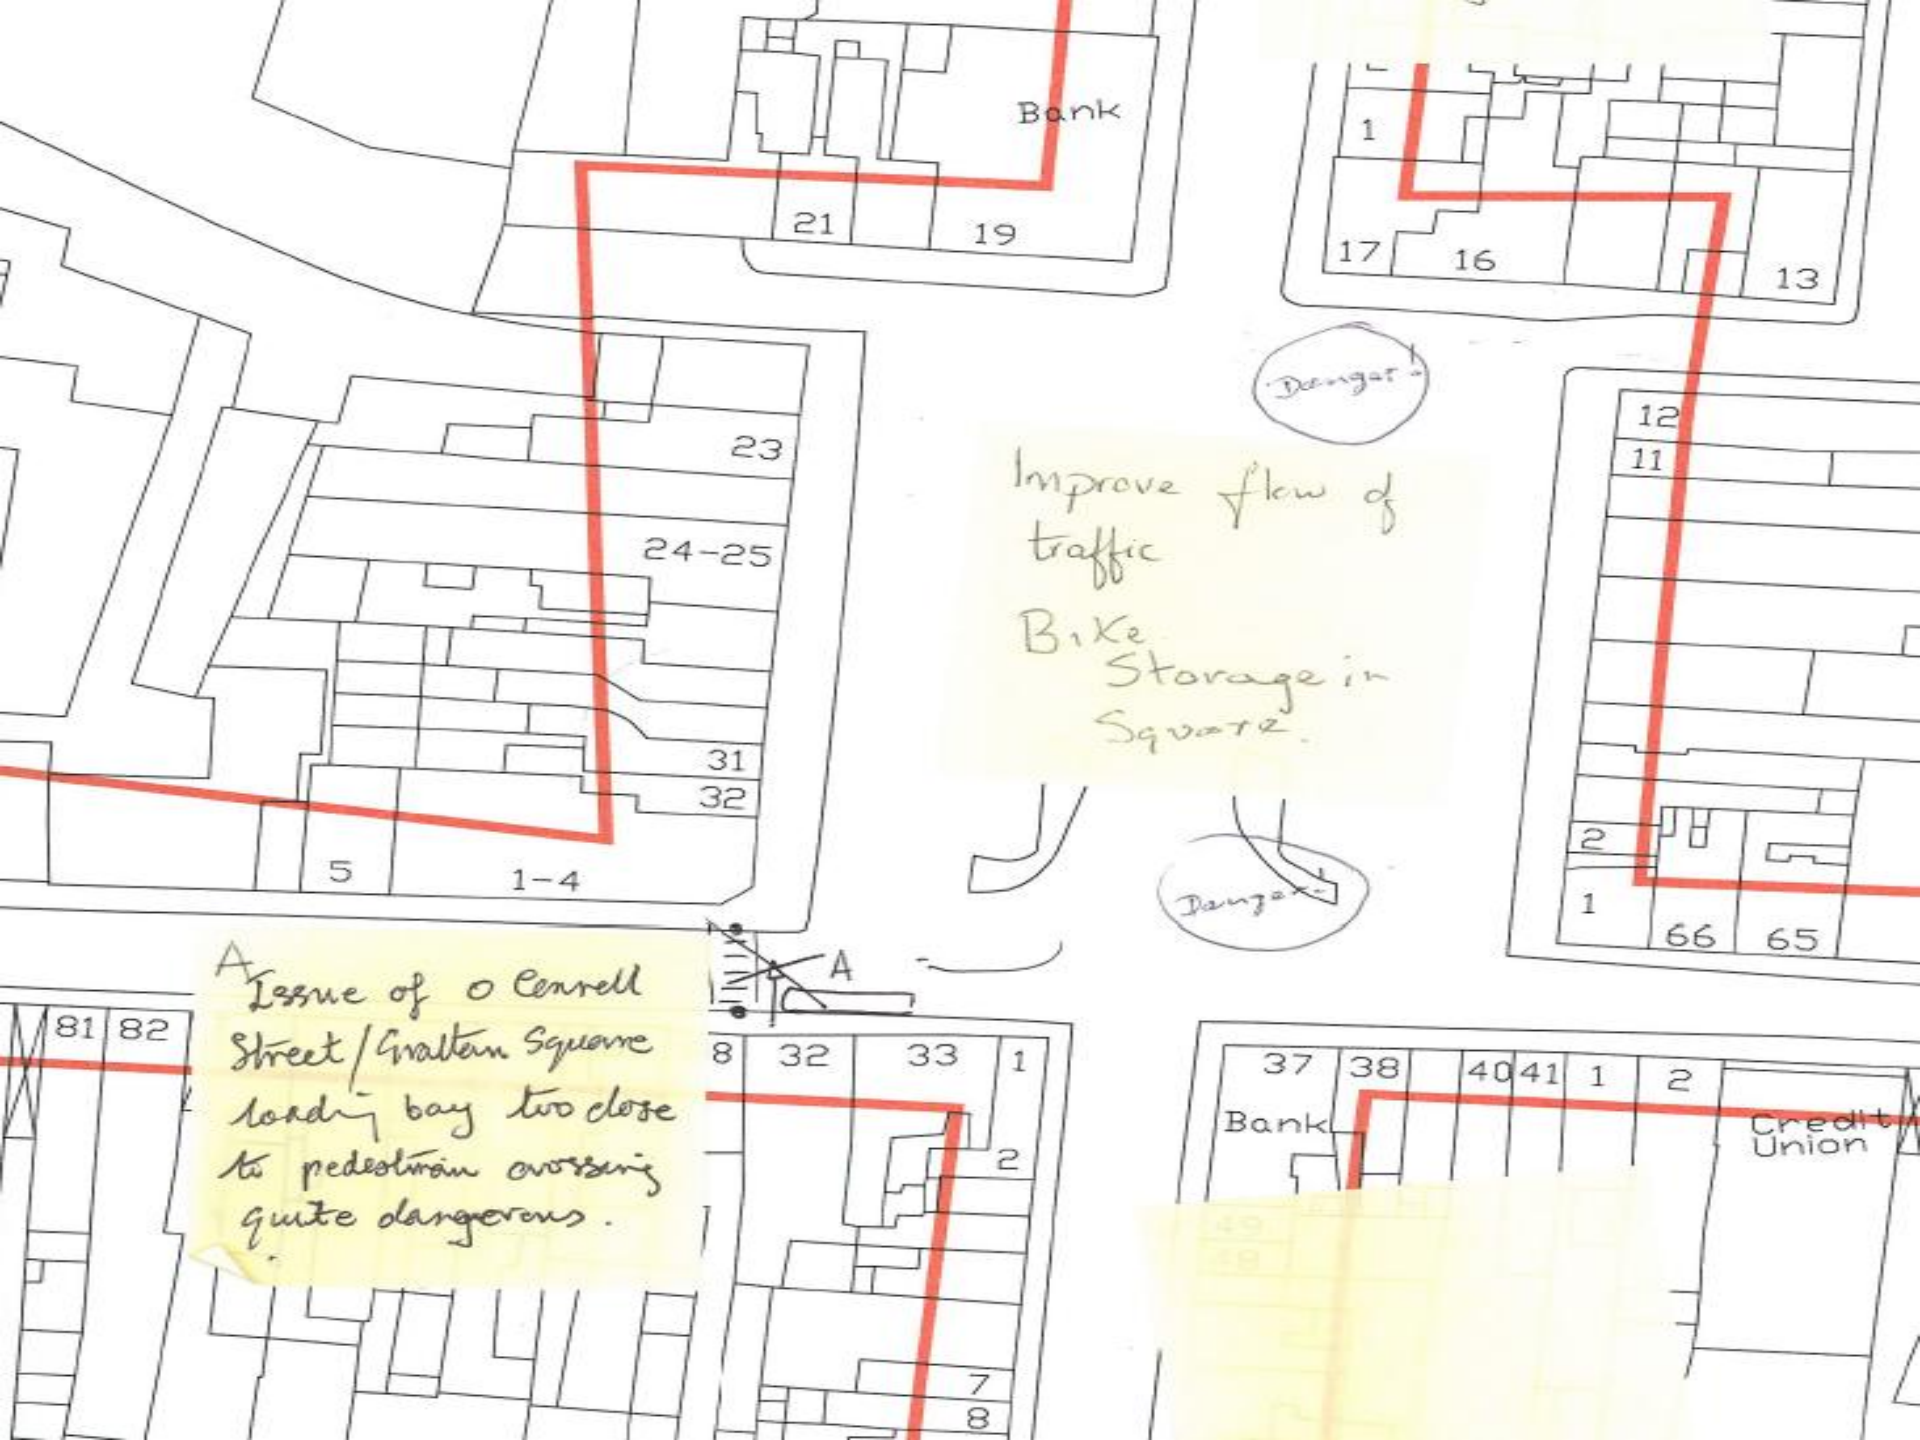 Bank
1
21
19
17
16
13
Danger!
12
11
23
Improve flow of
traffic
Bike
Storage in
Square.
24-25
31
32
2
5
1-4
Danger!
1
66
65
A
A
Issue of O Connell
Street/Grattan Square
loading bay too close
to pedestrian crossing
quite dangerous.
81
82
8
32
33
1
2
37
38
40
41
1
2
Bank
Credit
Union
49
48
7
8